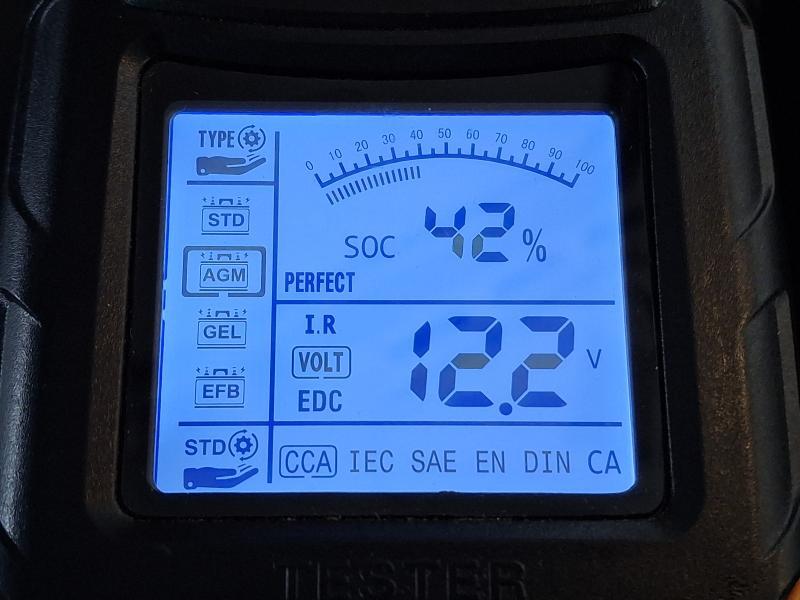 TYPE
0 10 20 30 40 50 60 70 80 90 100
STD
SOC 42%
AGM
PERFECT
GEL
I.R
VOLT
12.2 V
EFB
EDC
STD
CCA IEC SAE EN DIN CA
TESTER